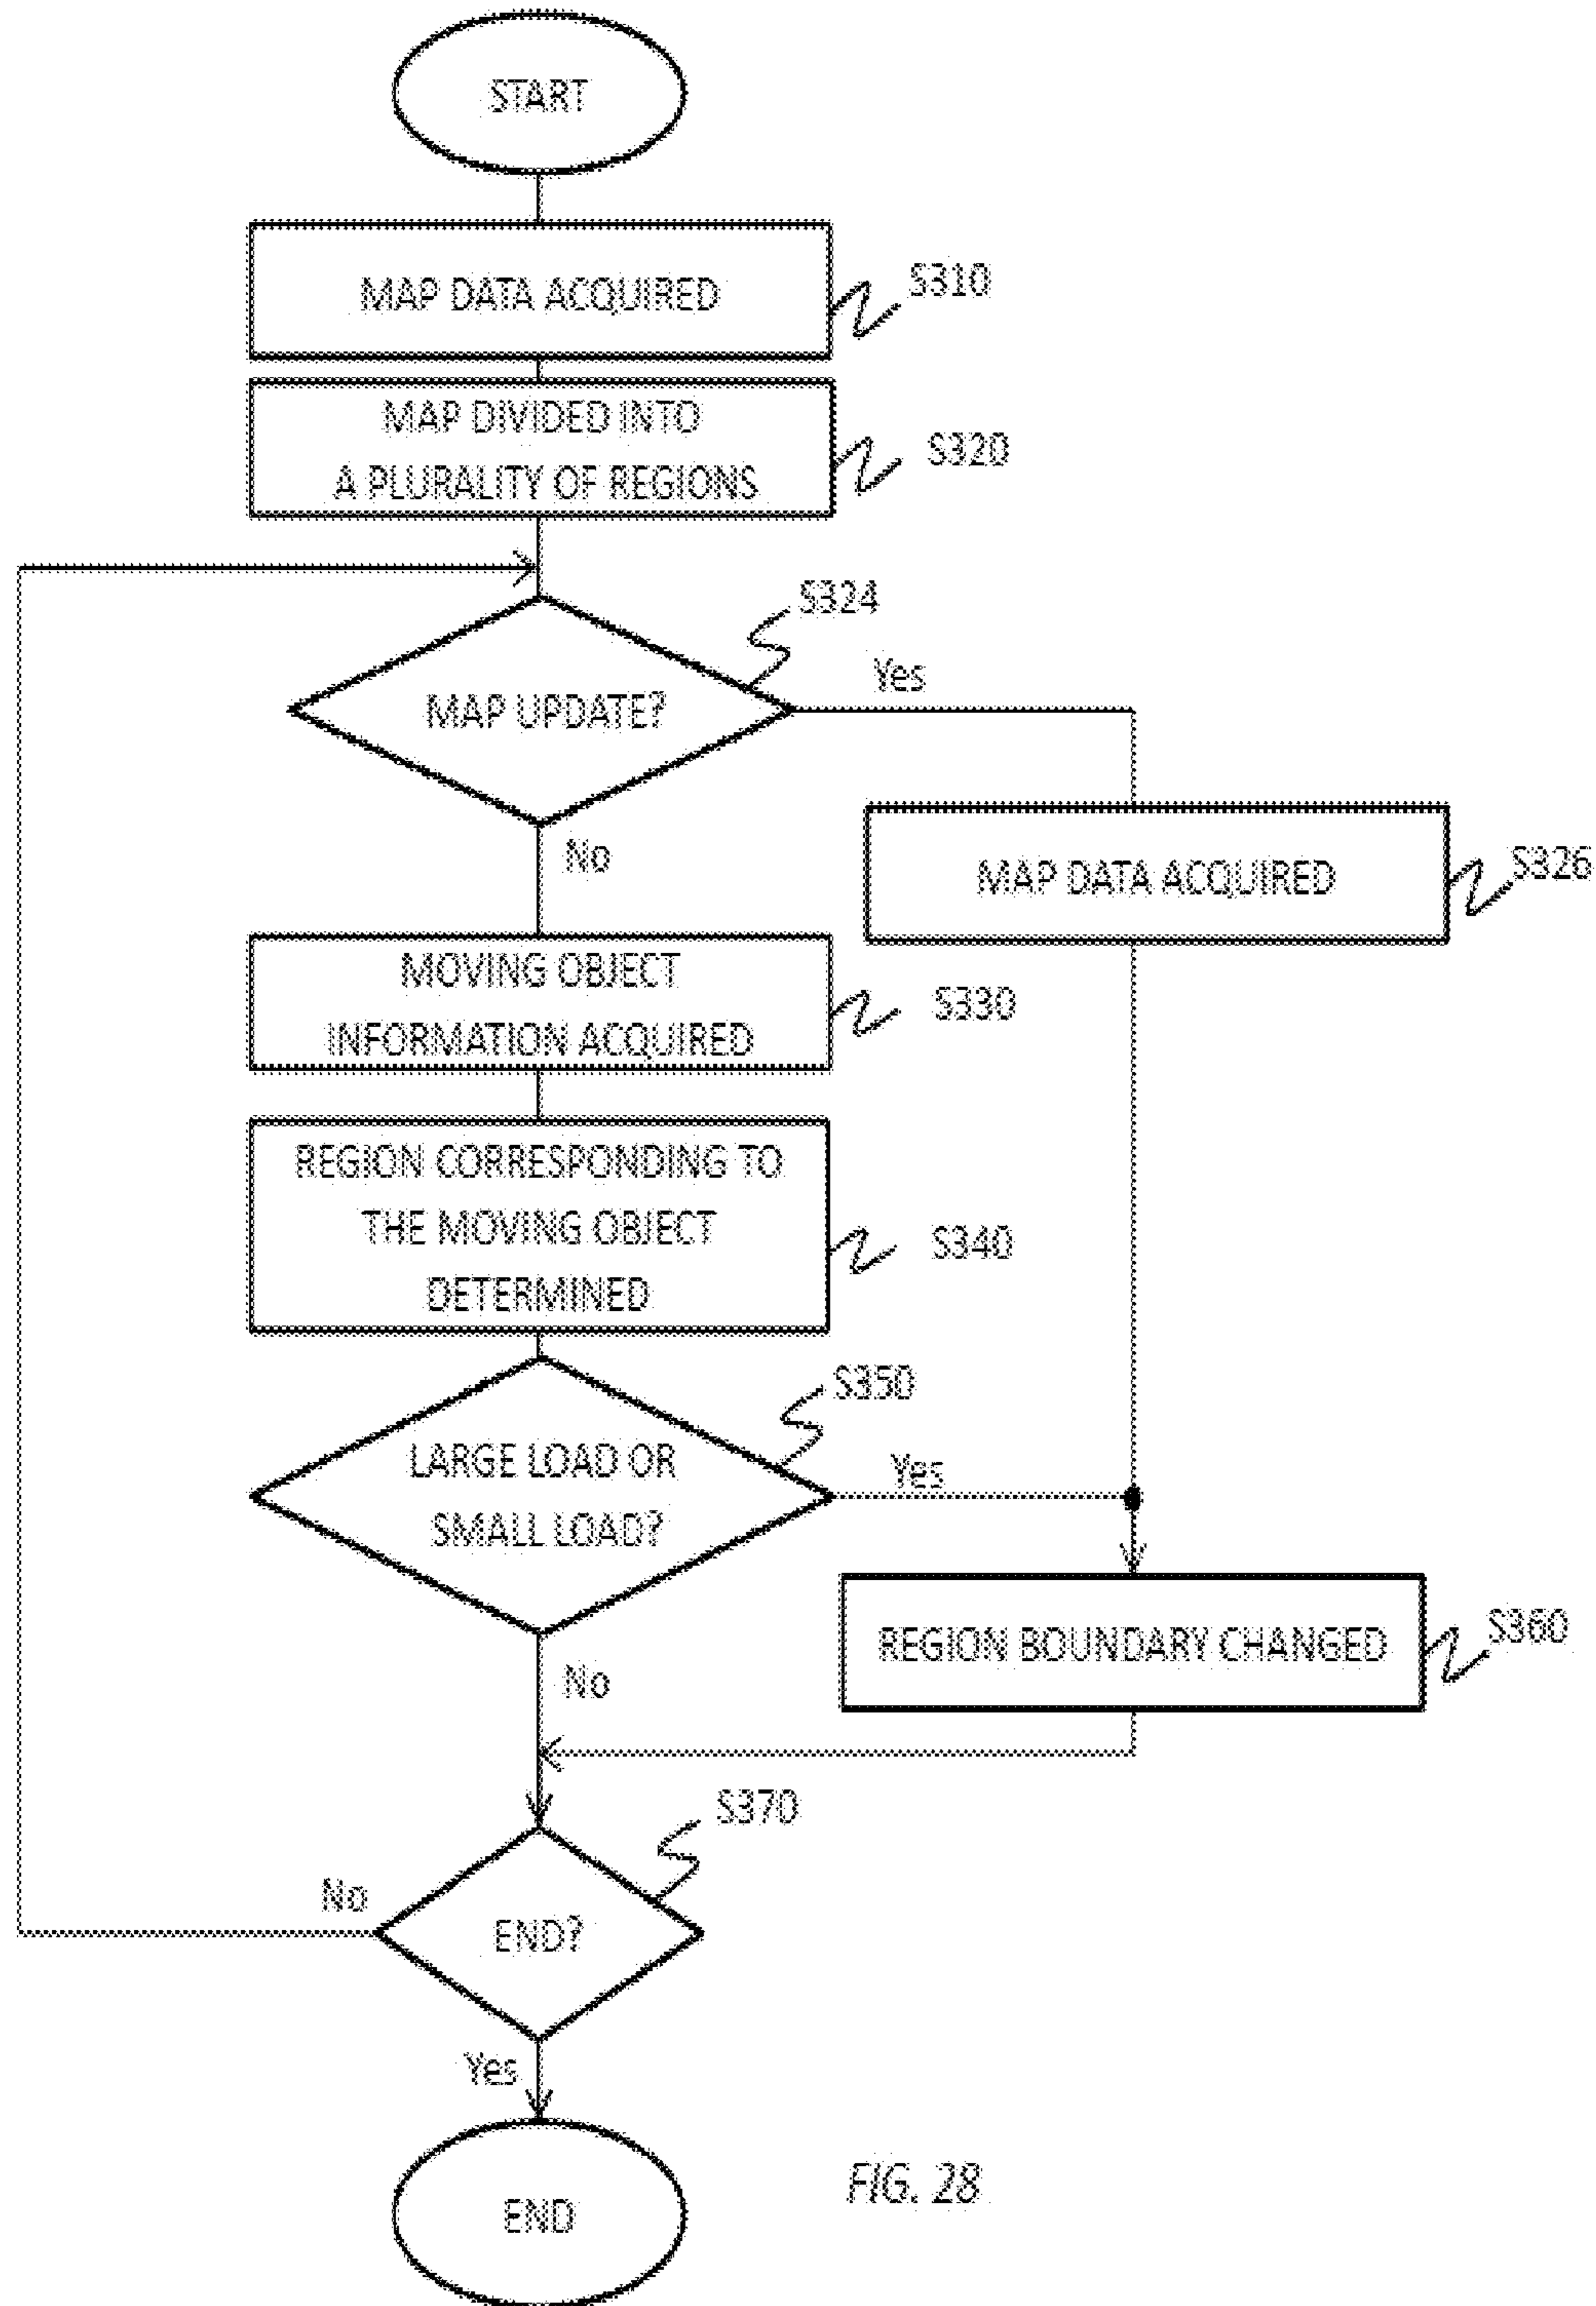 START
MAP DATA ACQUIRED
S310
MAP DIVIDED INTO
A PLURALITY OF REGIONS
S320
S324
MAP UPDATE?
Yes
No
MAP DATA ACQUIRED
S326
MOVING OBJECT
INFORMATION ACQUIRED
S330
REGION CORRESPONDING TO
THE MOVING OBJECT
DETERMINED
S340
S350
LARGE LOAD OR
SMALL LOAD?
Yes
No
REGION BOUNDARY CHANGED
S360
S370
END?
No
Yes
END
FIG. 28